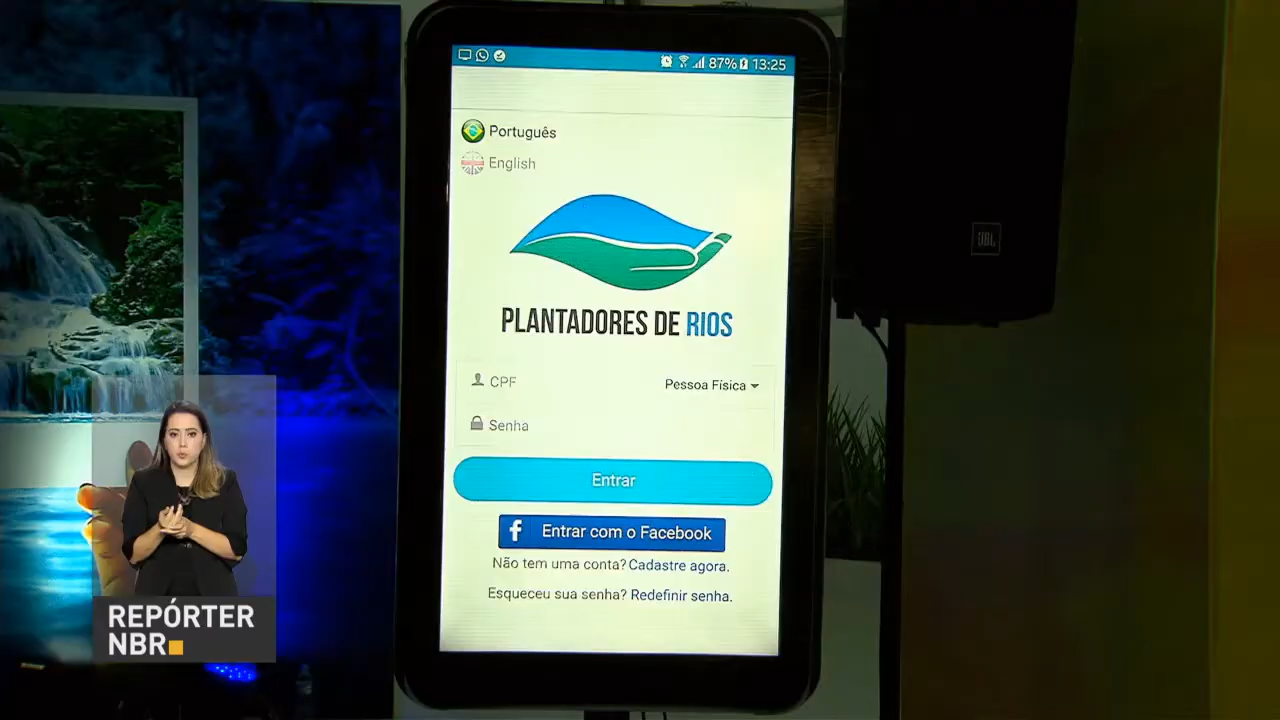 87% 13:25
Português
English
PLANTADORES DE RIOS
CPF
Pessoa Física
Senha
Entrar
f Entrar com o Facebook
Não tem uma conta? Cadastre agora.
Esqueceu sua senha? Redefinir senha.
JBL
REPÓRTER
NBR